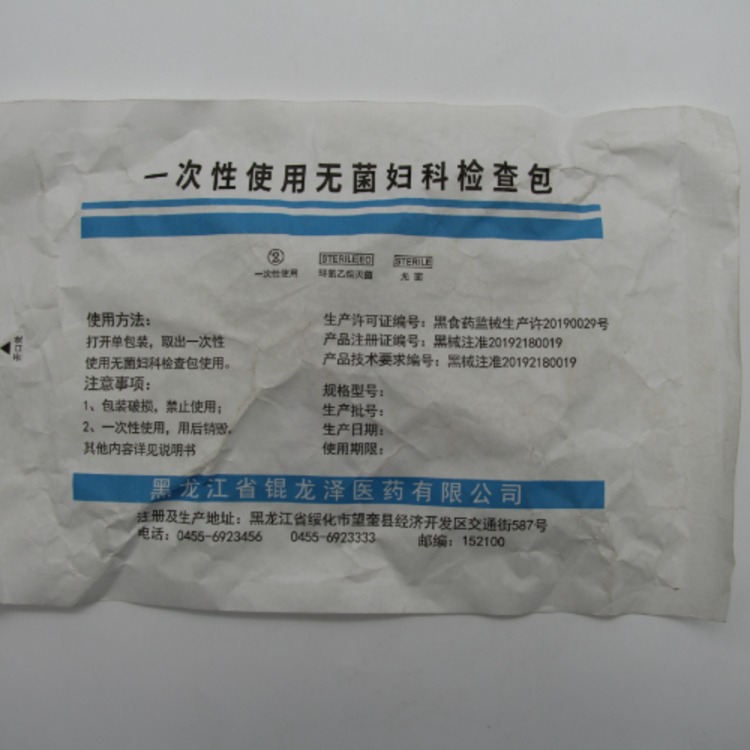 一次性使用无菌妇科检查包
2
STERILE EO
STERILE
一次性使用
环氧乙烷灭菌
无菌
使用方法：
打开单包装，取出一次性
使用无菌妇科检查包使用。
注意事项：
1、包装破损，禁止使用；
2、一次性使用，用后销毁。
其他内容详见说明书
生产许可证编号：黑食药监械生产许20190029号
产品注册证编号：黑械注准20192180019
产品技术要求编号：黑械注准20192180019
规格型号：
生产批号：
生产日期：
使用期限：
开口处
黑龙江省锟龙泽医药有限公司
注册及生产地址：黑龙江省绥化市望奎县经济开发区交通街587号
电话：0455-6923456 0455-6923333 邮编：152100